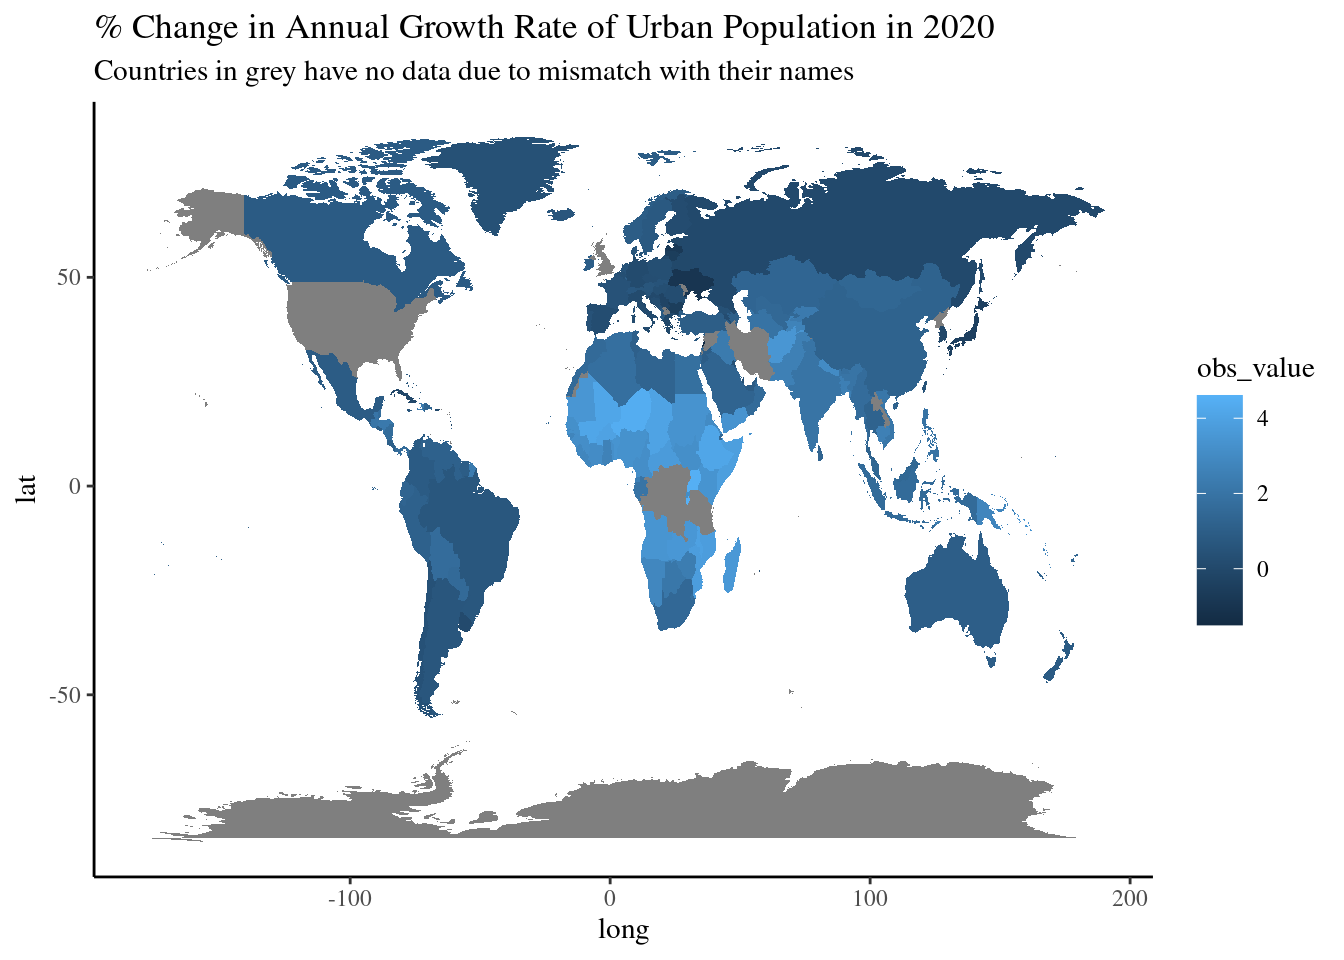 % Change in Annual Growth Rate of Urban Population in 2020
Countries in grey have no data due to mismatch with their names
lat
50
0
-50
-100
0
100
200
long
obs_value
4
2
0